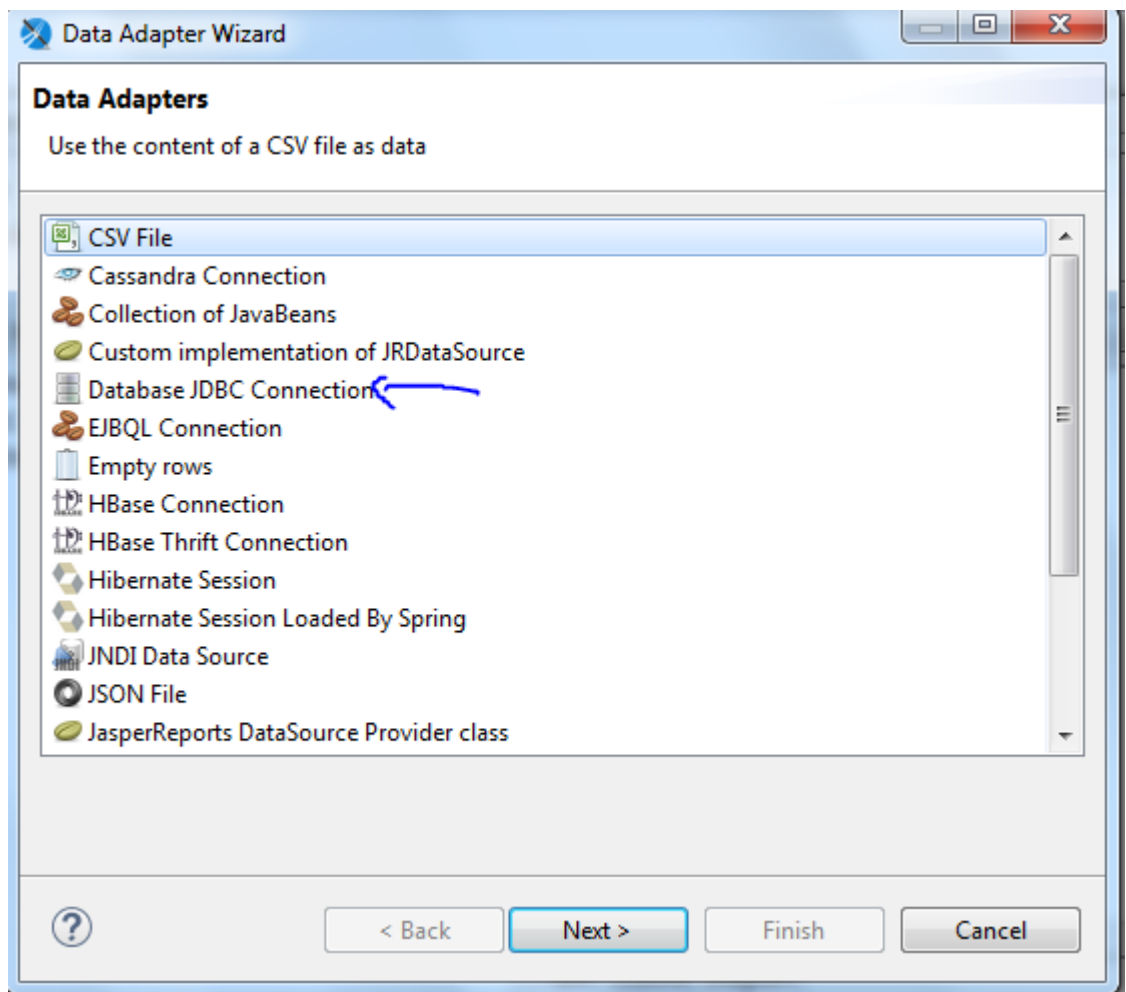 Data Adapter Wizard
Data Adapters
Use the content of a CSV file as data
CSV File
Cassandra Connection
Collection of JavaBeans
Custom implementation of JRDataSource
Database JDBC Connection
EJBQL Connection
Empty rows
HBase Connection
HBase Thrift Connection
Hibernate Session
Hibernate Session Loaded By Spring
JNDI Data Source
JSON File
JasperReports DataSource Provider class
< Back Next > Finish Cancel